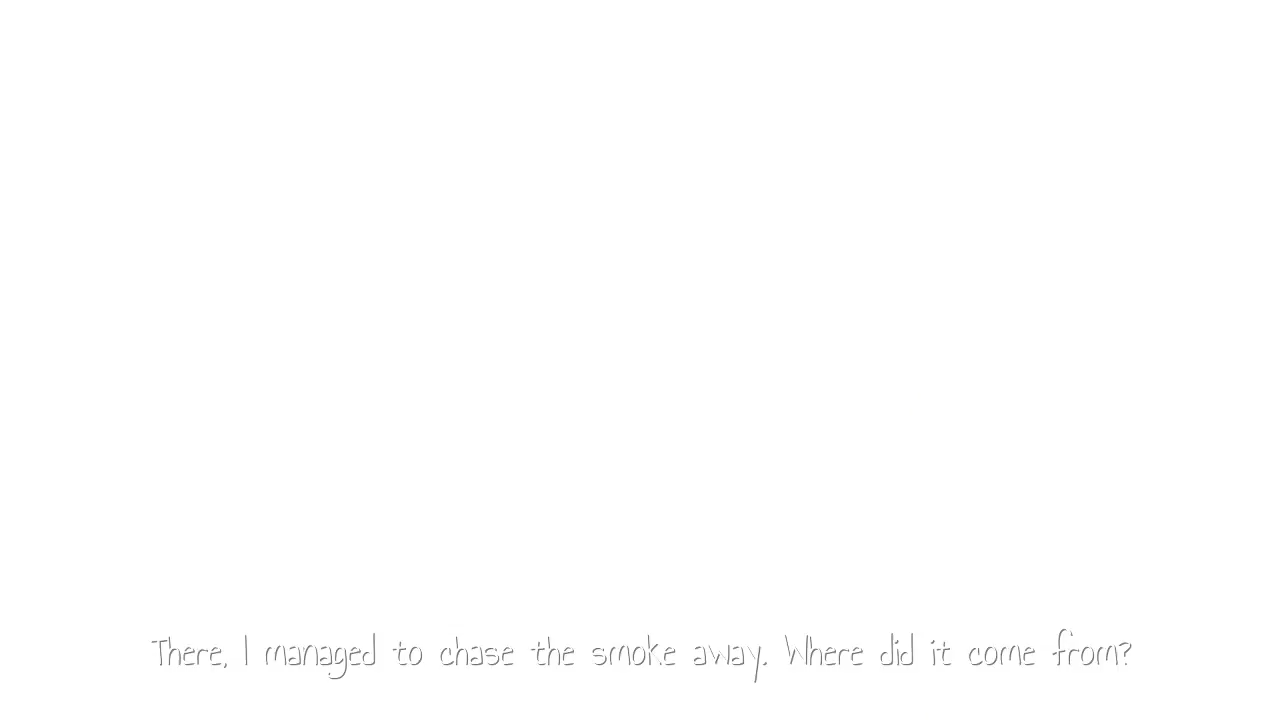 There, I managed to chase the smoke away. Where did it come from?